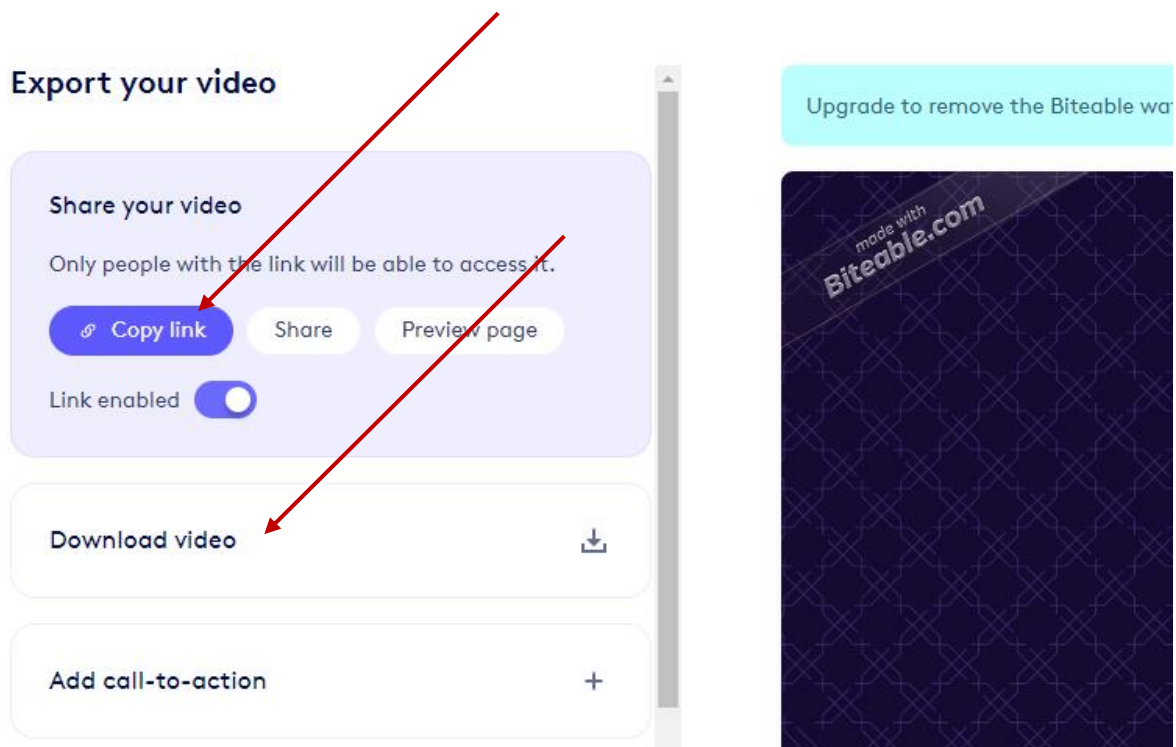 Export your video
Share your video
Only people with the link will be able to access it.
Copy link
Share
Preview page
Link enabled
Download video
Add call-to-action
Upgrade to remove the Biteable wa
made with
Biteable.com